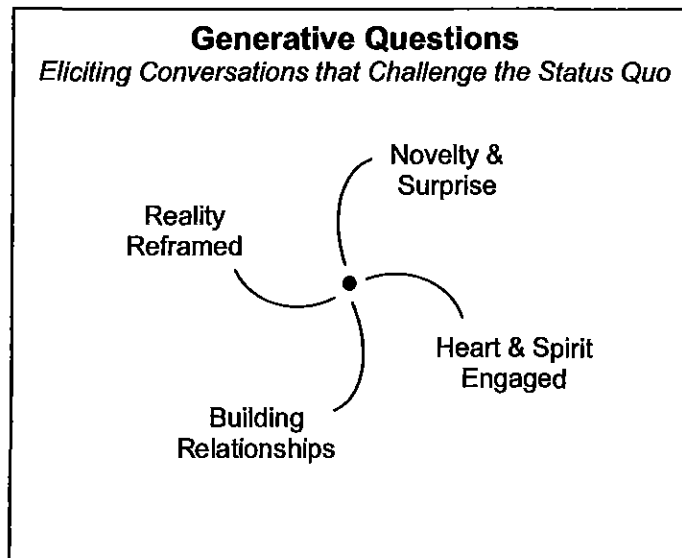 Generative Questions
Eliciting Conversations that Challenge the Status Quo
Novelty &
Surprise
Reality
Reframed
Heart & Spirit
Engaged
Building
Relationships